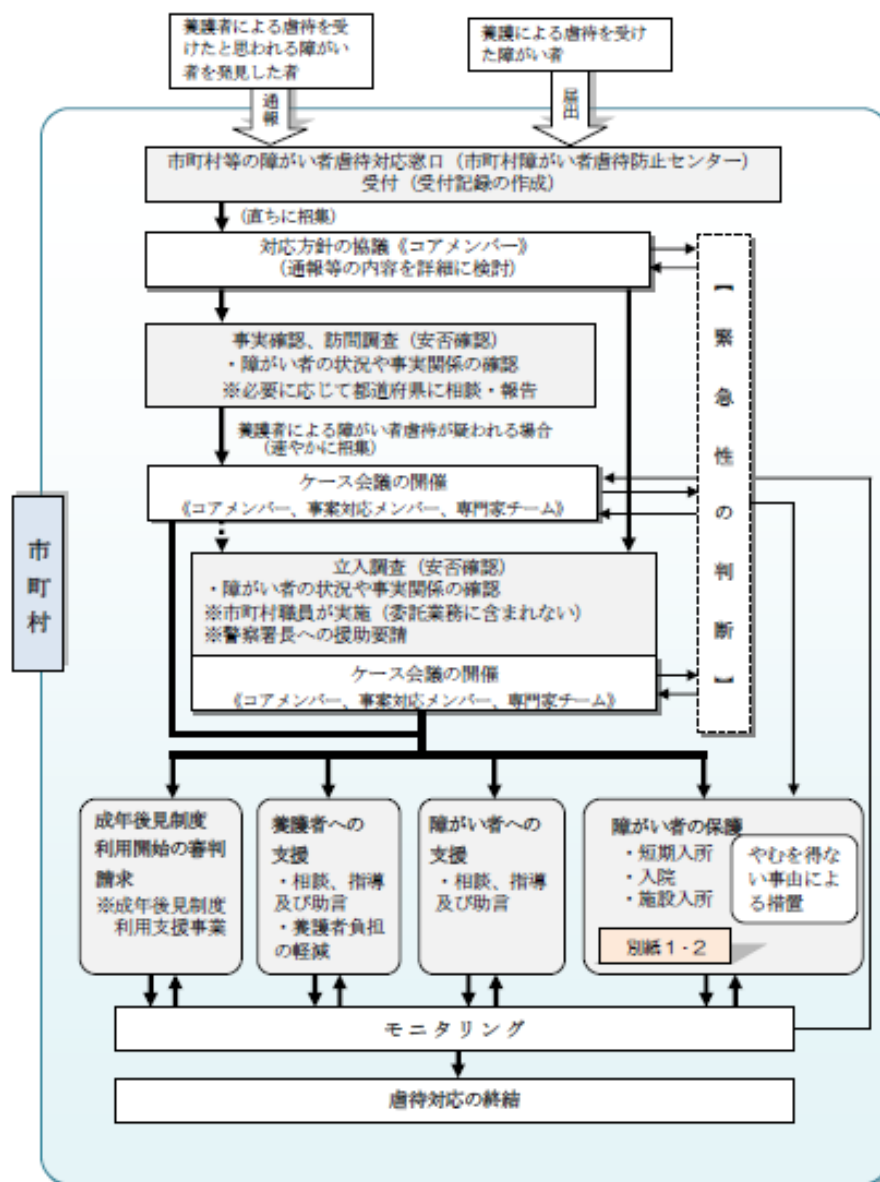 養護者による虐待を受
けたと思われる障がい
者を発見した者
養護による虐待を受け
た障がい者
通報
届出
市町村等の障がい者虐待対応窓口(市町村障がい者虐待防止センター)
受付(受付記録の作成)
(直ちに招集)
対応方針の協議《コアメンバー》
(通報等の内容を詳細に検討)
【緊急性の判断】
事実確認、訪問調査(安否確認)
・障がい者の状況や事実関係の確認
※必要に応じて都道府県に相談・報告
養護者による障がい者虐待が疑われる場合
(速やかに招集)
ケース会議の開催
《コアメンバー、事案対応メンバー、専門家チーム》
市町村
立入調査(安否確認)
・障がい者の状況や事実関係の確認
※市町村職員が実施(委託業務に含まれない)
※警察署長への援助要請
ケース会議の開催
《コアメンバー、事案対応メンバー、専門家チーム》
成年後見制度
利用開始の審判
請求
※成年後見制度
利用支援事業
養護者への
支援
・相談、指導
及び助言
・養護者負担
の軽減
障がい者への
支援
・相談、指導
及び助言
障がい者の保護
・短期入所
・入院
・施設入所
やむを得な
い事由によ
る措置
別紙1・2
モニタリング
虐待対応の終結